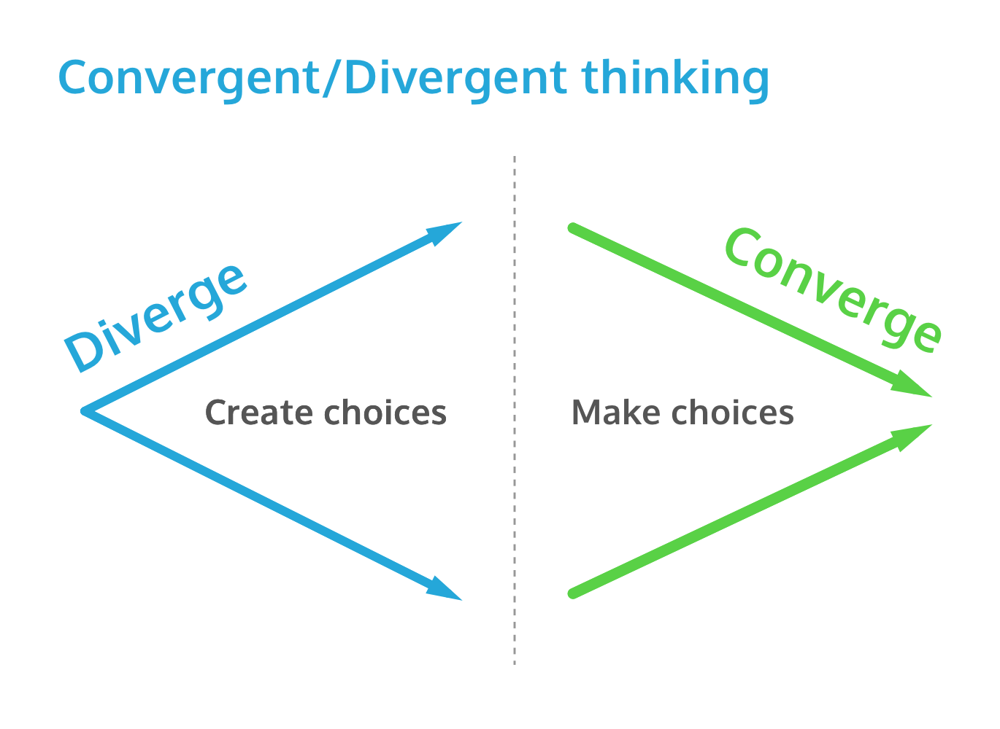 Convergent/Divergent thinking
Diverge
Create choices
Converge
Make choices